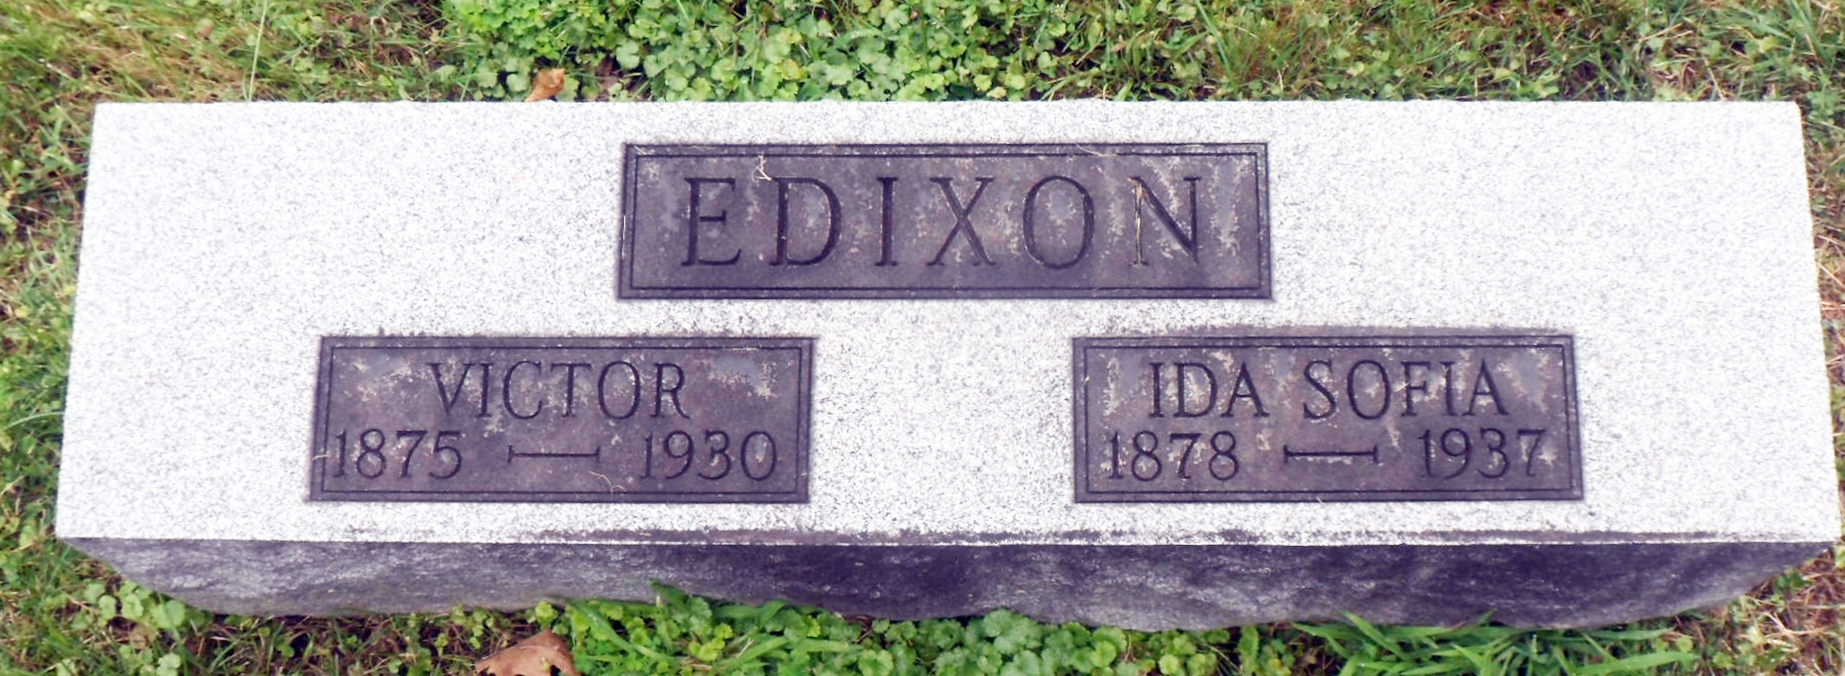 EDIXON
VICTOR
1875 — 1930
IDA SOFIA
1878 — 1937